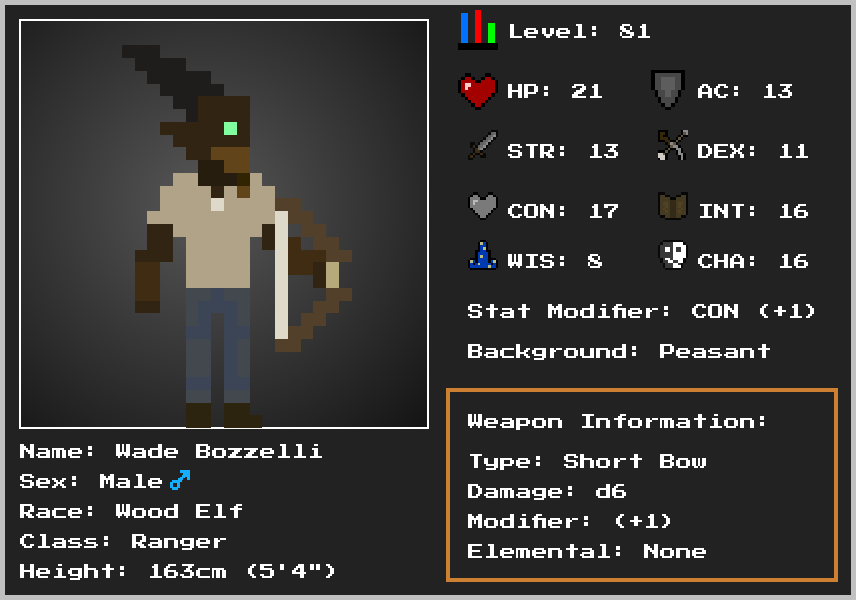 Level: 81
HP: 21
AC: 13
STR: 13
DEX: 11
CON: 17
INT: 16
WIS: 8
CHA: 16
Stat Modifier: CON (+1)
Background: Peasant
Weapon Information:
Type: Short Bow
Damage: d6
Modifier: (+1)
Elemental: None
Name: Wade Bozzelli
Sex: Male♂
Race: Wood Elf
Class: Ranger
Height: 163cm (5'4")